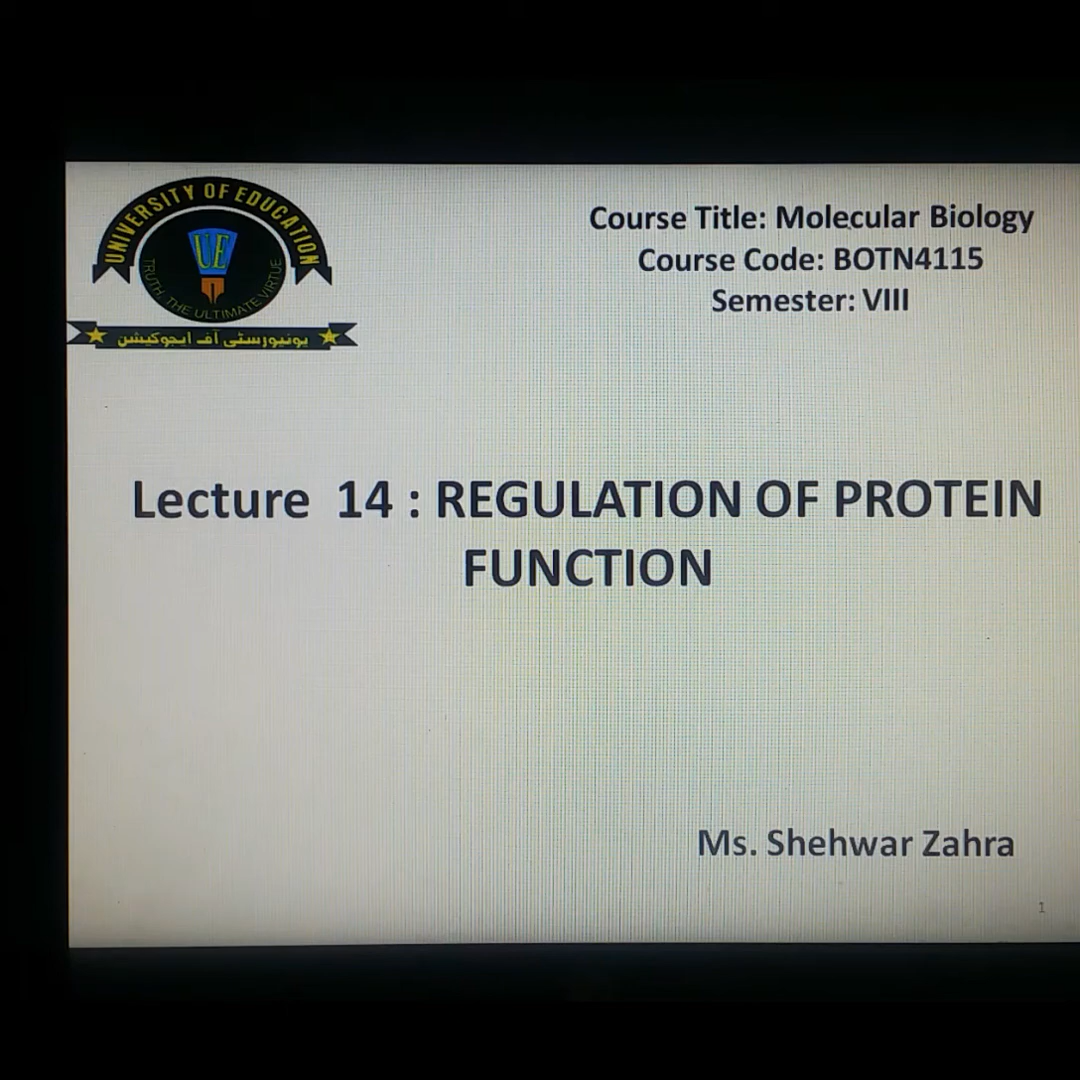 UNIVERSITY OF EDUCATION
UE
TRUTH, THE ULTIMATE VIRTUE
یونیورسٹی آف ایجوکیشن
Course Title: Molecular Biology
Course Code: BOTN4115
Semester: VIII
Lecture 14 : REGULATION OF PROTEIN
FUNCTION
Ms. Shehwar Zahra
1